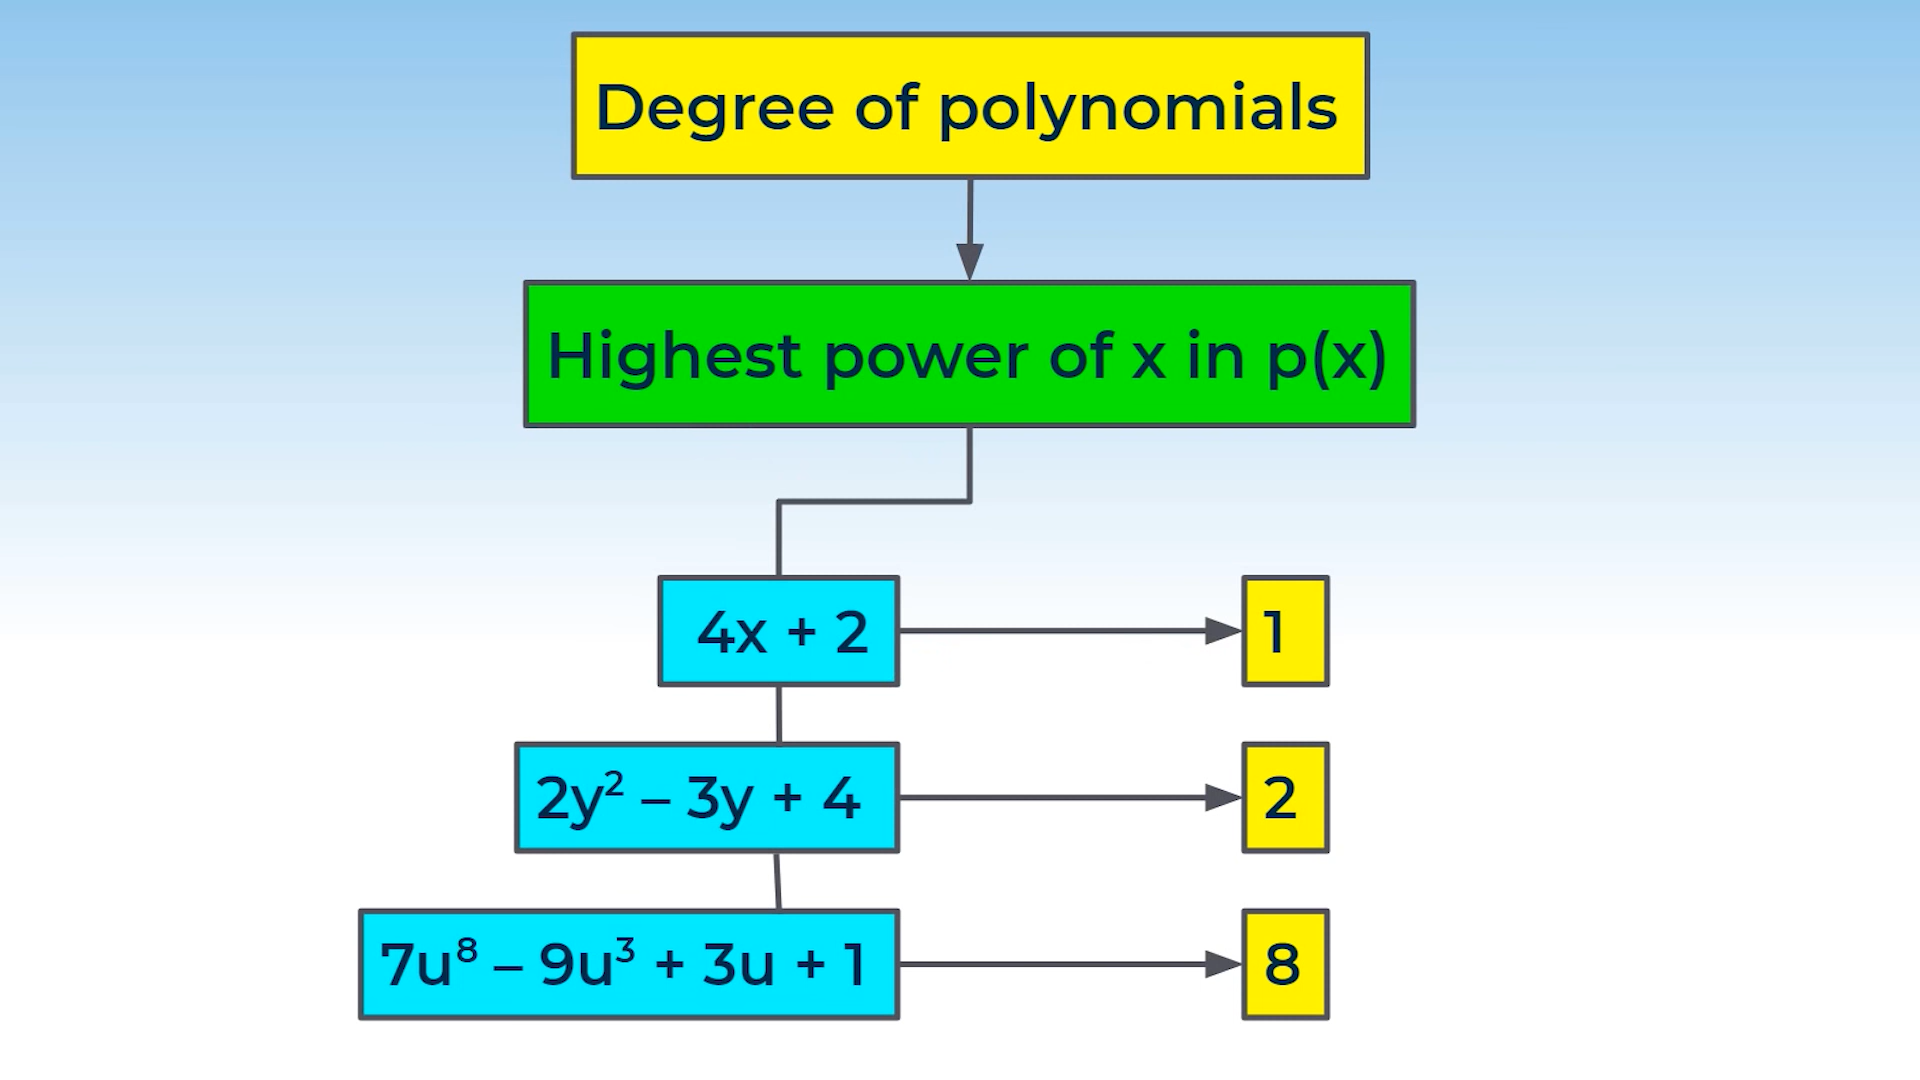 Degree of polynomials
Highest power of x in p(x)
4x + 2
1
2y² – 3y + 4
2
7u⁸ – 9u³ + 3u + 1
8